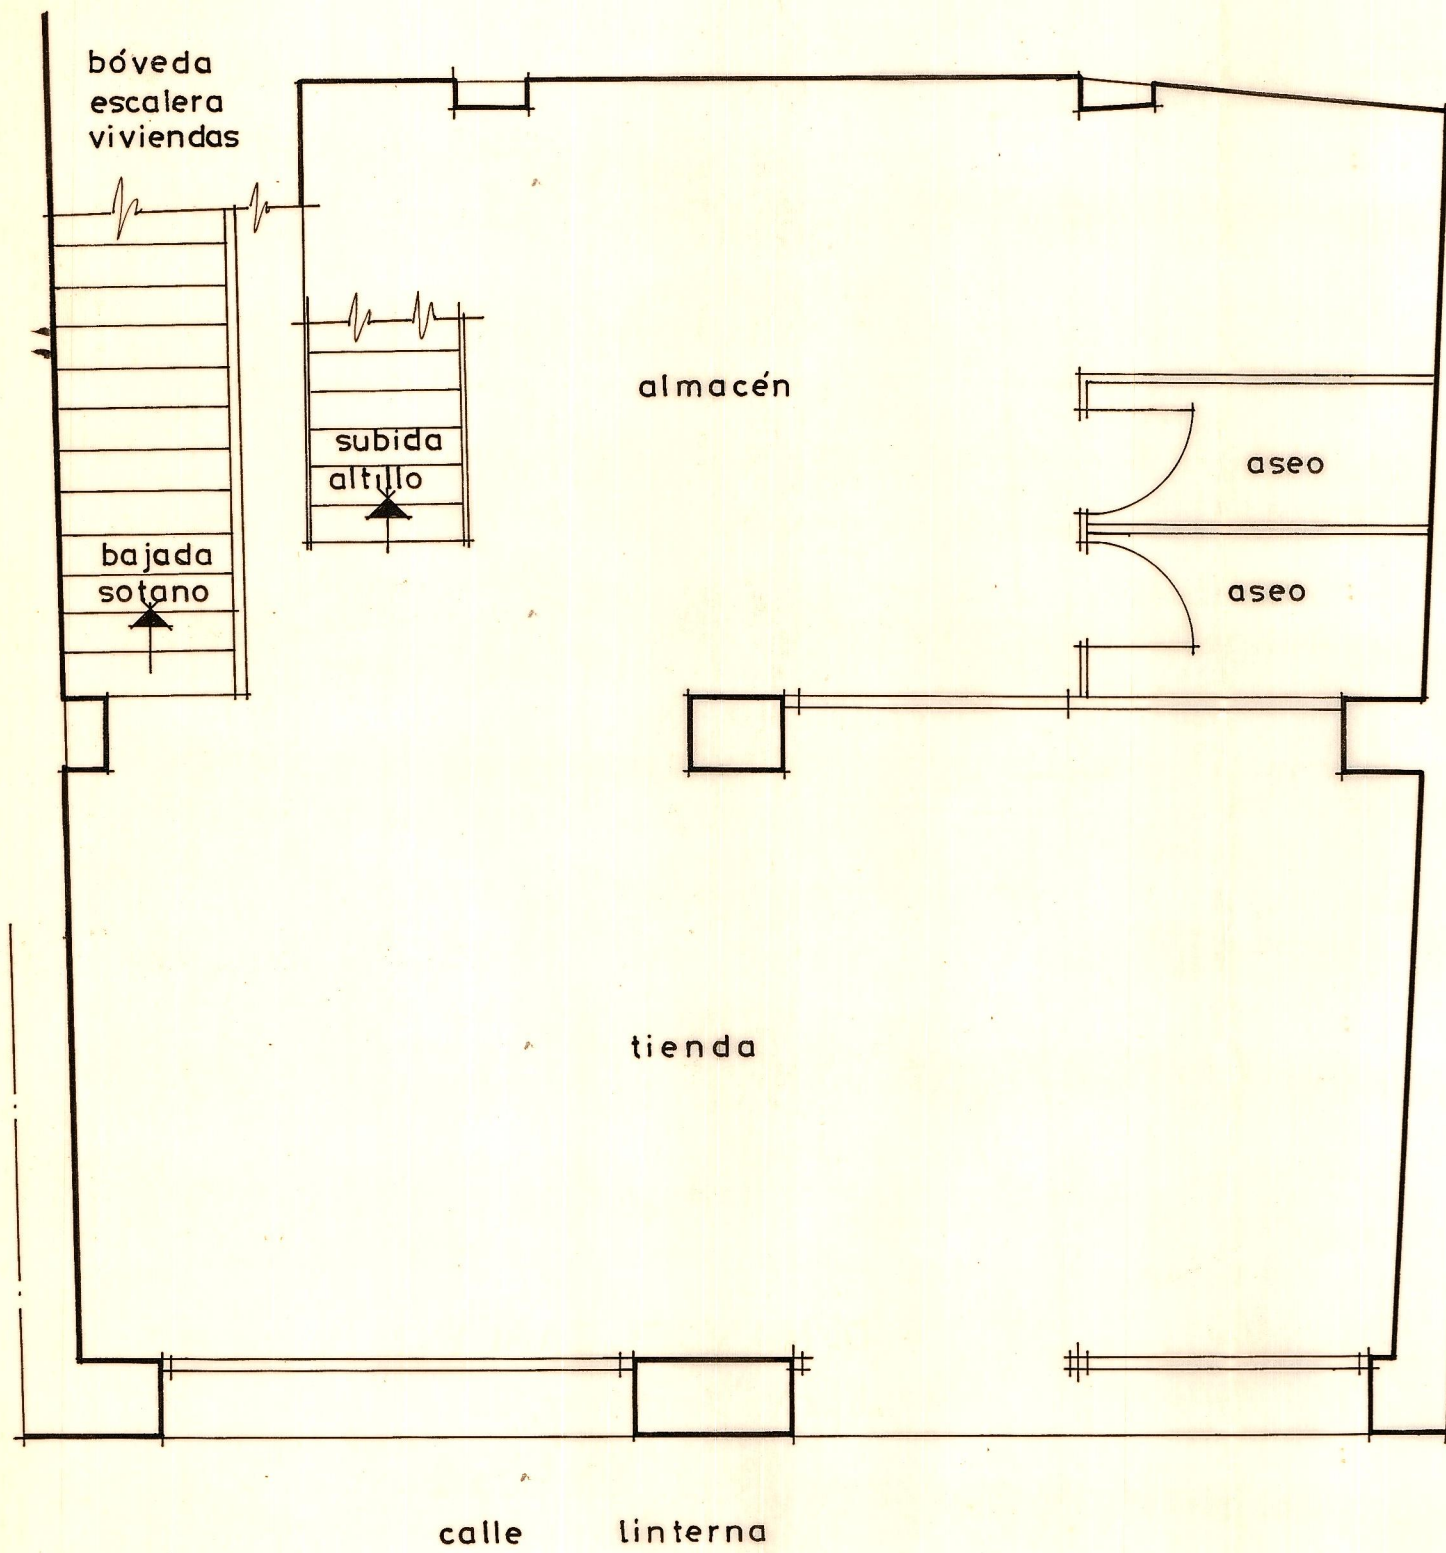 bóveda
escalera
viviendas
almacén
subida
altillo
aseo
bajada
sotano
aseo
tienda
calle linterna